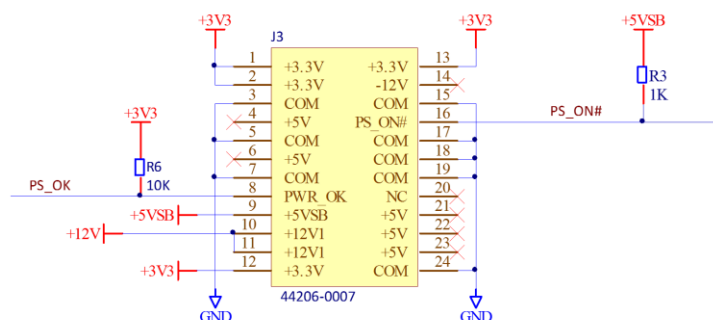 +3V3 +3V3 +5VSB
J3
1 +3.3V +3.3V 13
2 +3.3V -12V 14
3 COM COM 15
4 +5V PS_ON# 16
5 COM COM 17
6 +5V COM 18
7 COM COM 19
8 PWR_OK NC 20
9 +5VSB +5V 21
10 +12V1 +5V 22
11 +12V1 +5V 23
12 +3.3V COM 24
44206-0007
R3
1K
PS_ON#
+3V3
R6
10K
PS_OK
+5VSB
+12V
+3V3
GND GND